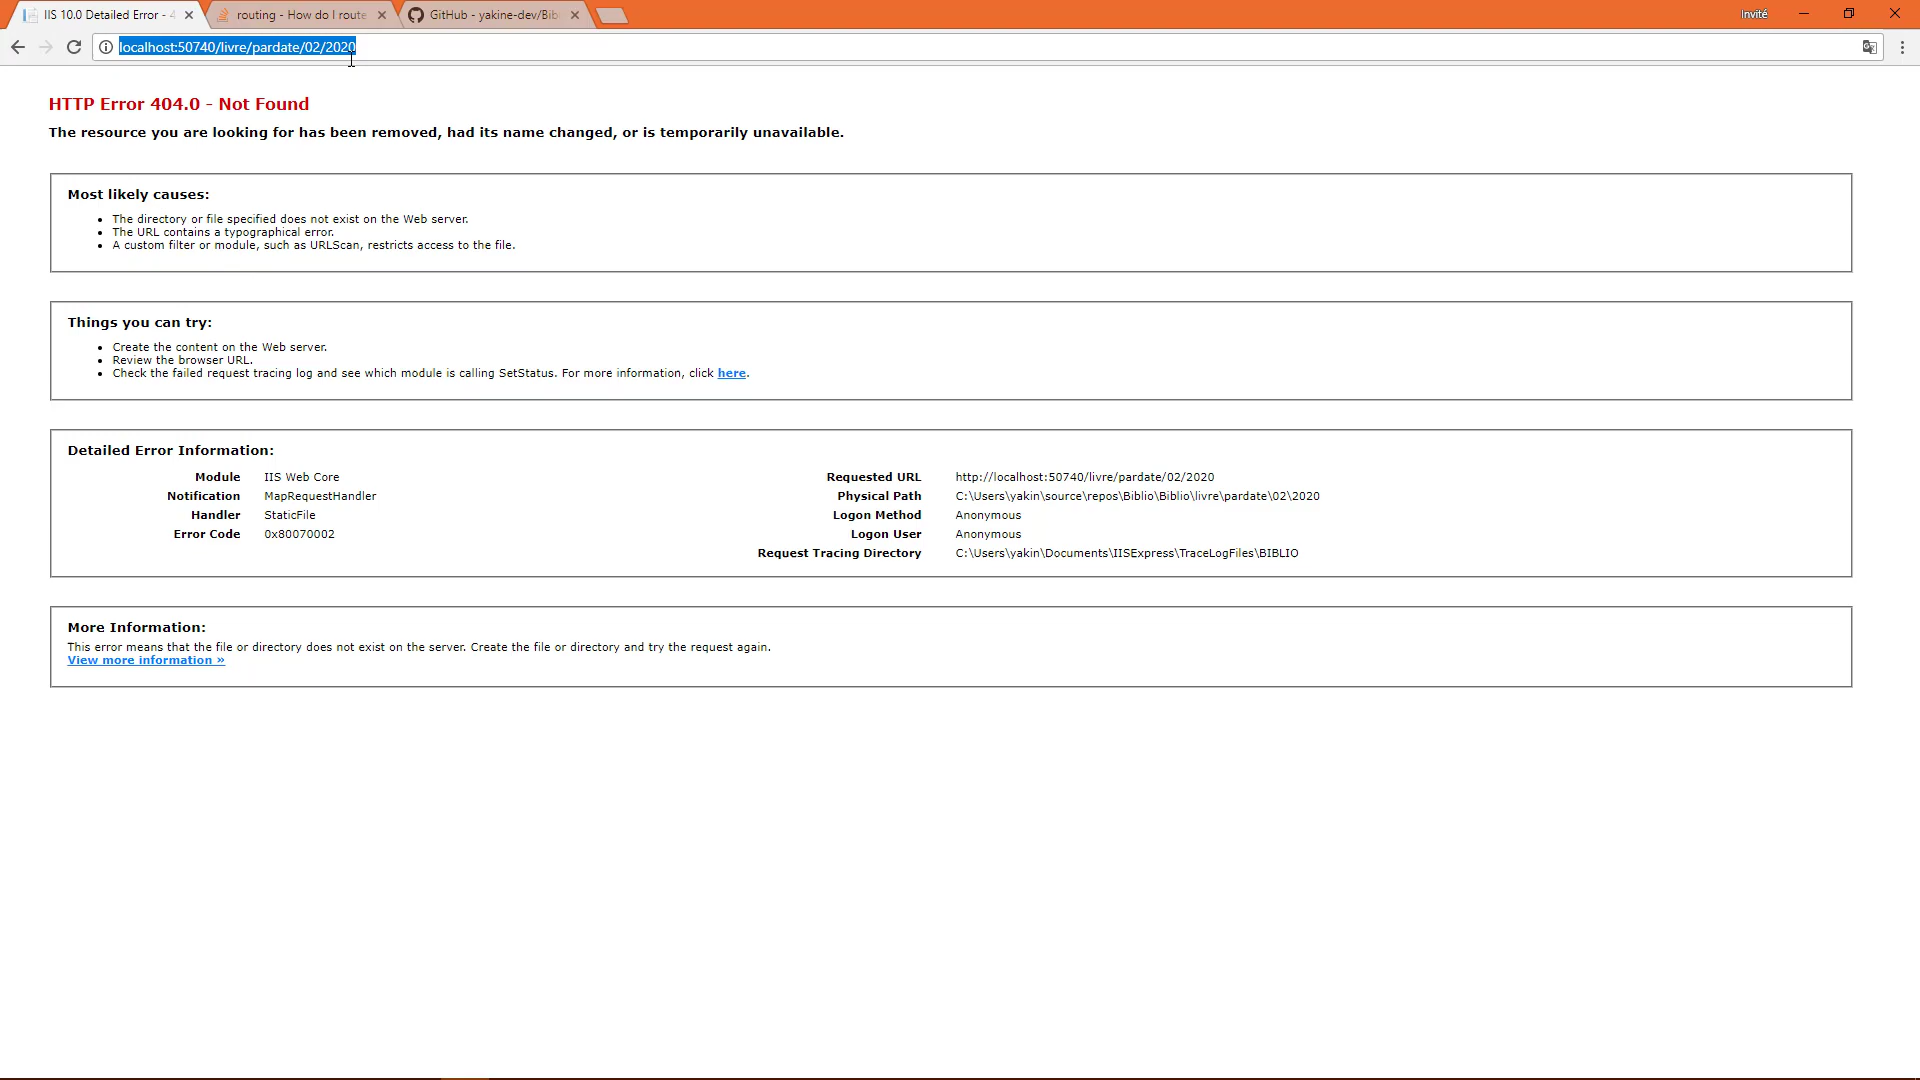 IIS 10.0 Detailed Error - 4
routing - How do I route
GitHub - yakine-dev/Bib
Invité
localhost:50740/livre/pardate/02/2020
HTTP Error 404.0 - Not Found
The resource you are looking for has been removed, had its name changed, or is temporarily unavailable.
Most likely causes:
• The directory or file specified does not exist on the Web server.
• The URL contains a typographical error.
• A custom filter or module, such as URLScan, restricts access to the file.
Things you can try:
• Create the content on the Web server.
• Review the browser URL.
• Check the failed request tracing log and see which module is calling SetStatus. For more information, click here.
Detailed Error Information:
Module IIS Web Core
Notification MapRequestHandler
Handler StaticFile
Error Code 0x80070002
Requested URL http://localhost:50740/livre/pardate/02/2020
Physical Path C:\Users\yakin\source\repos\Biblio\Biblio\livre\pardate\02\2020
Logon Method Anonymous
Logon User Anonymous
Request Tracing Directory C:\Users\yakin\Documents\IISExpress\TraceLogFiles\BIBLIO
More Information:
This error means that the file or directory does not exist on the server. Create the file or directory and try the request again.
View more information »